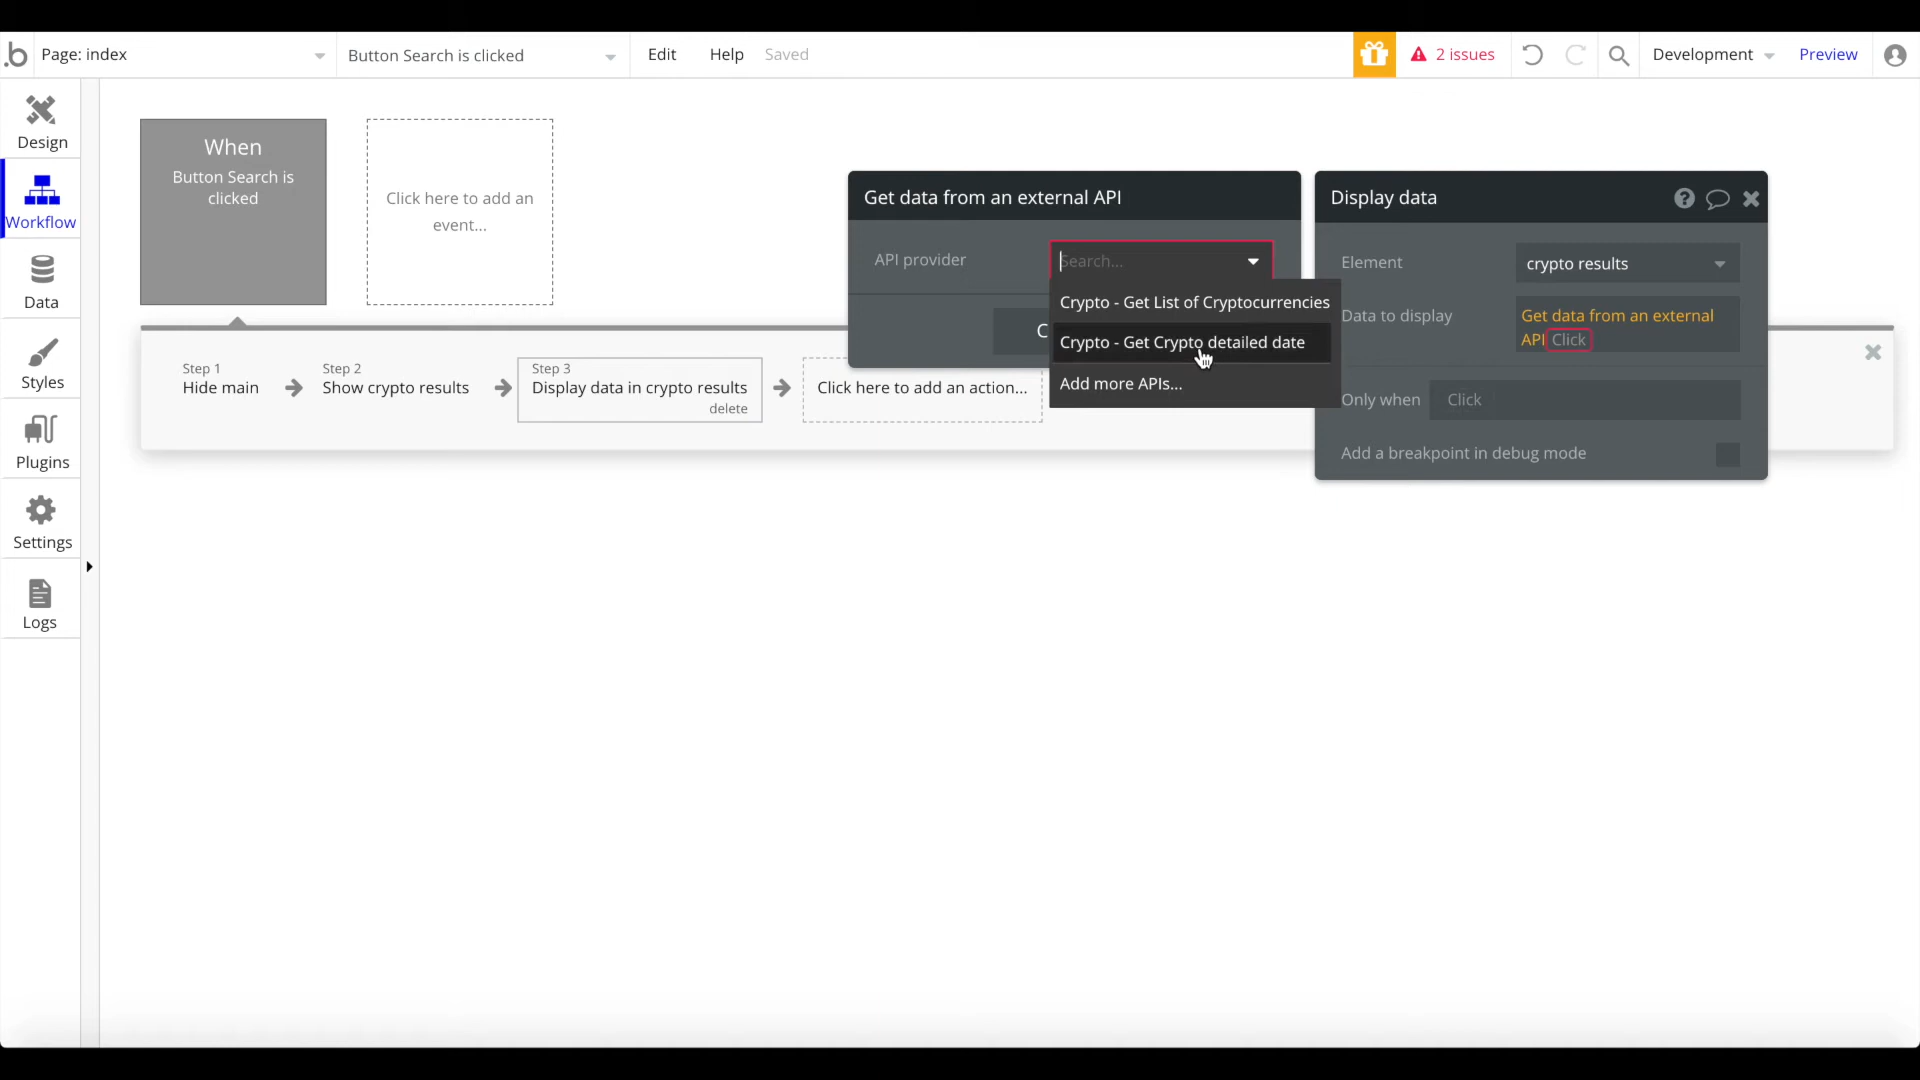 .b
Page: index
Button Search is clicked
Edit
Help
Saved
2 issues
Development
Preview
Design
Workflow
Data
Styles
Plugins
Settings
Logs
When
Button Search is
clicked
Click here to add an
event...
Step 1
Hide main
Step 2
Show crypto results
Step 3
Display data in crypto results
delete
Click here to add an action...
Get data from an external API
API provider
Search...
C
Crypto - Get List of Cryptocurrencies
Crypto - Get Crypto detailed date
Add more APIs...
Display data
Element
crypto results
Data to display
Get data from an external
API Click
Only when
Click
Add a breakpoint in debug mode